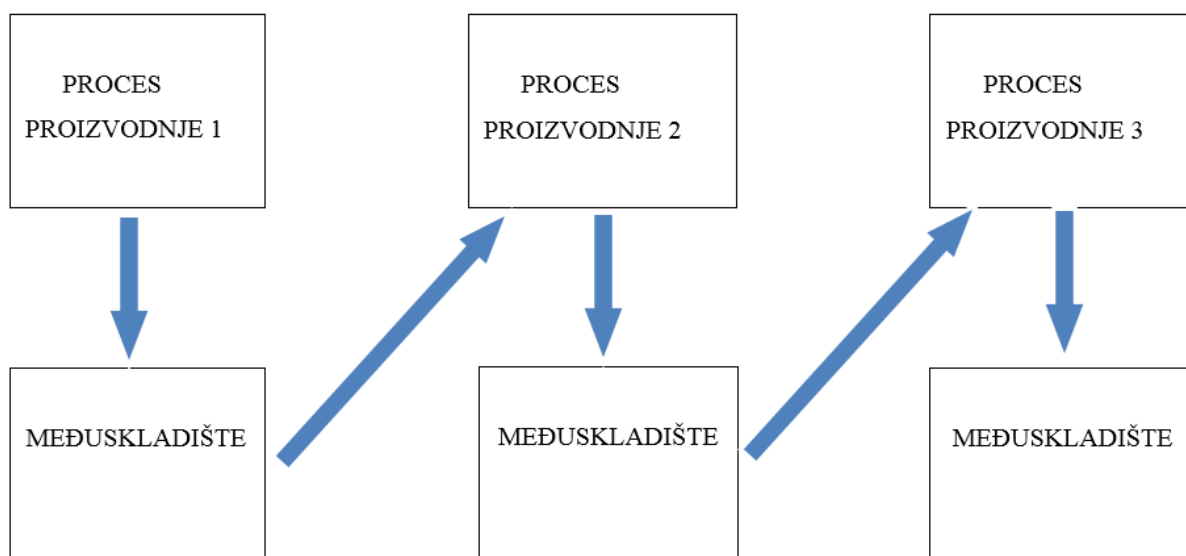 PROCES
PROIZVODNJE 1
PROCES
PROIZVODNJE 2
PROCES
PROIZVODNJE 3
MEĐUSKLADIŠTE
MEĐUSKLADIŠTE
MEĐUSKLADIŠTE